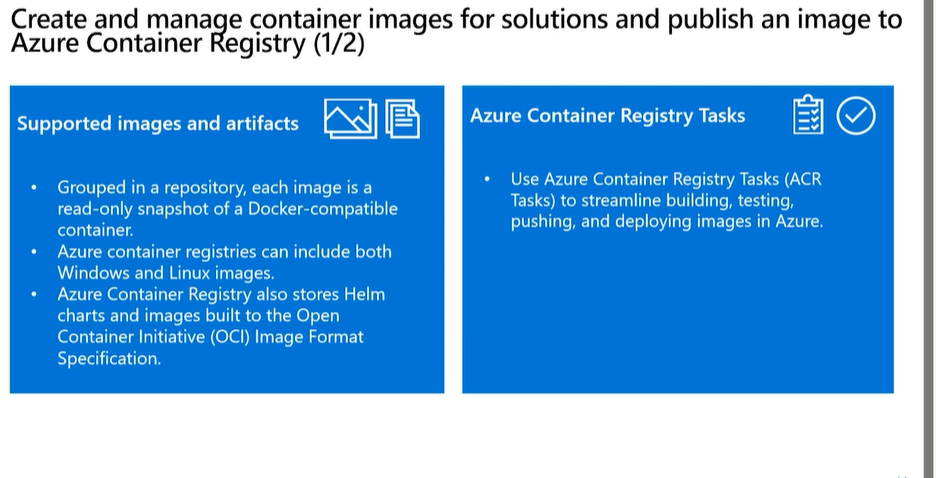 Create and manage container images for solutions and publish an image to
Azure Container Registry (1/2)
Supported images and artifacts
• Grouped in a repository, each image is a
read-only snapshot of a Docker-compatible
container.
• Azure container registries can include both
Windows and Linux images.
• Azure Container Registry also stores Helm
charts and images built to the Open
Container Initiative (OCI) Image Format
Specification.
Azure Container Registry Tasks
• Use Azure Container Registry Tasks (ACR
Tasks) to streamline building, testing,
pushing, and deploying images in Azure.